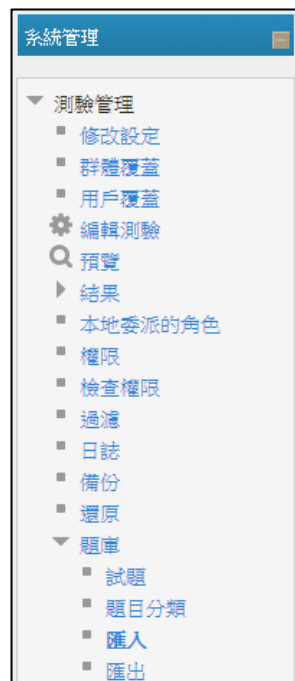 系統管理
測驗管理
修改設定
群體覆蓋
用戶覆蓋
編輯測驗
預覽
結果
本地委派的角色
權限
檢查權限
過濾
日誌
備份
還原
題庫
試題
題目分類
匯入
匯出